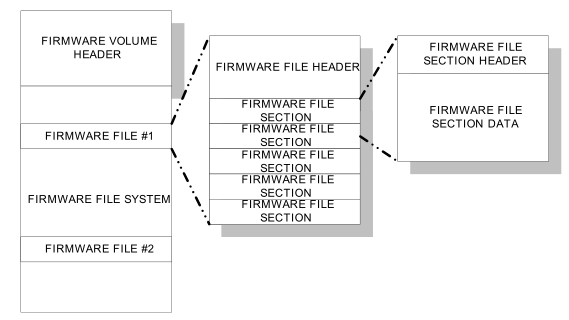 FIRMWARE VOLUME
HEADER
FIRMWARE FILE #1
FIRMWARE FILE SYSTEM
FIRMWARE FILE #2
FIRMWARE FILE HEADER
FIRMWARE FILE
SECTION
FIRMWARE FILE
SECTION
FIRMWARE FILE
SECTION
FIRMWARE FILE
SECTION
FIRMWARE FILE
SECTION
FIRMWARE FILE
SECTION HEADER
FIRMWARE FILE
SECTION DATA